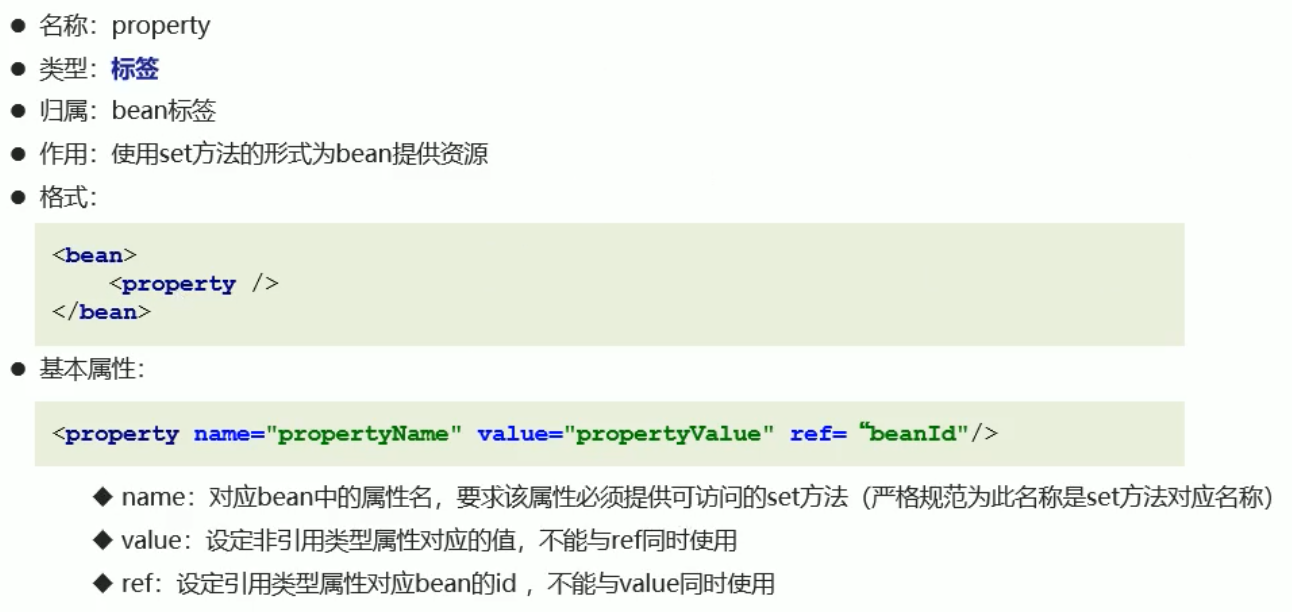 ● 名称：property
● 类型：标签
● 归属：bean标签
● 作用：使用set方法的形式为bean提供资源
● 格式：
<bean>
    <property />
</bean>
● 基本属性：
<property name="propertyName" value="propertyValue" ref=“beanId"/>
◆ name：对应bean中的属性名，要求该属性必须提供可访问的set方法（严格规范为此名称是set方法对应名称）
◆ value：设定非引用类型属性对应的值，不能与ref同时使用
◆ ref：设定引用类型属性对应bean的id ，不能与value同时使用